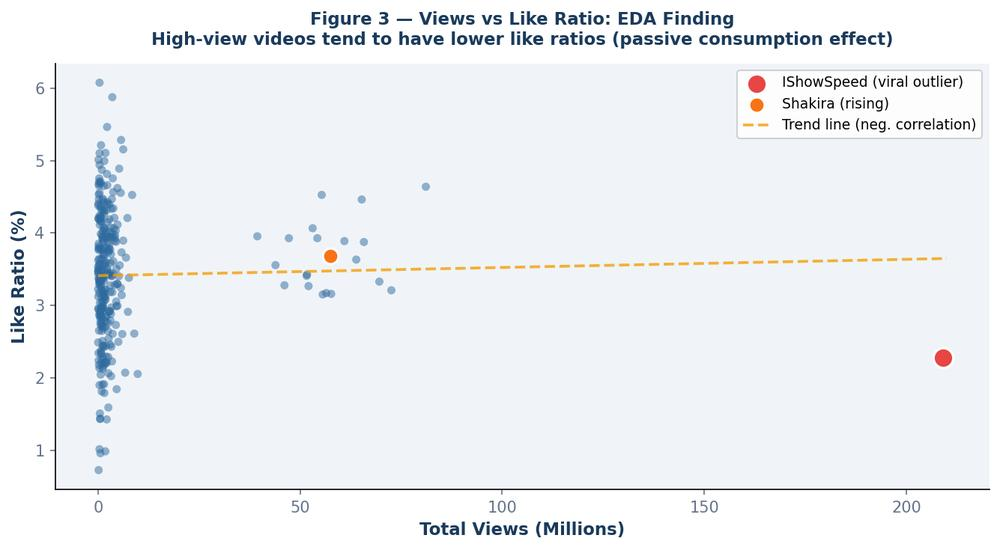 Figure 3 — Views vs Like Ratio: EDA Finding
High-view videos tend to have lower like ratios (passive consumption effect)
IShowSpeed (viral outlier)
Shakira (rising)
Trend line (neg. correlation)
Like Ratio (%)
6
5
4
3
2
1
0
50
100
150
200
Total Views (Millions)